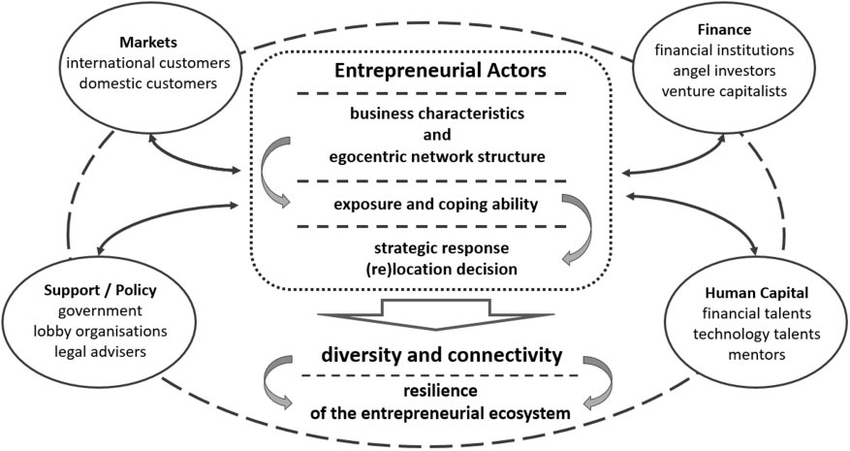 Markets
international customers
domestic customers
Finance
financial institutions
angel investors
venture capitalists
Entrepreneurial Actors
business characteristics
and
egocentric network structure
exposure and coping ability
strategic response
(re)location decision
Support / Policy
government
lobby organisations
legal advisers
Human Capital
financial talents
technology talents
mentors
diversity and connectivity
resilience
of the entrepreneurial ecosystem